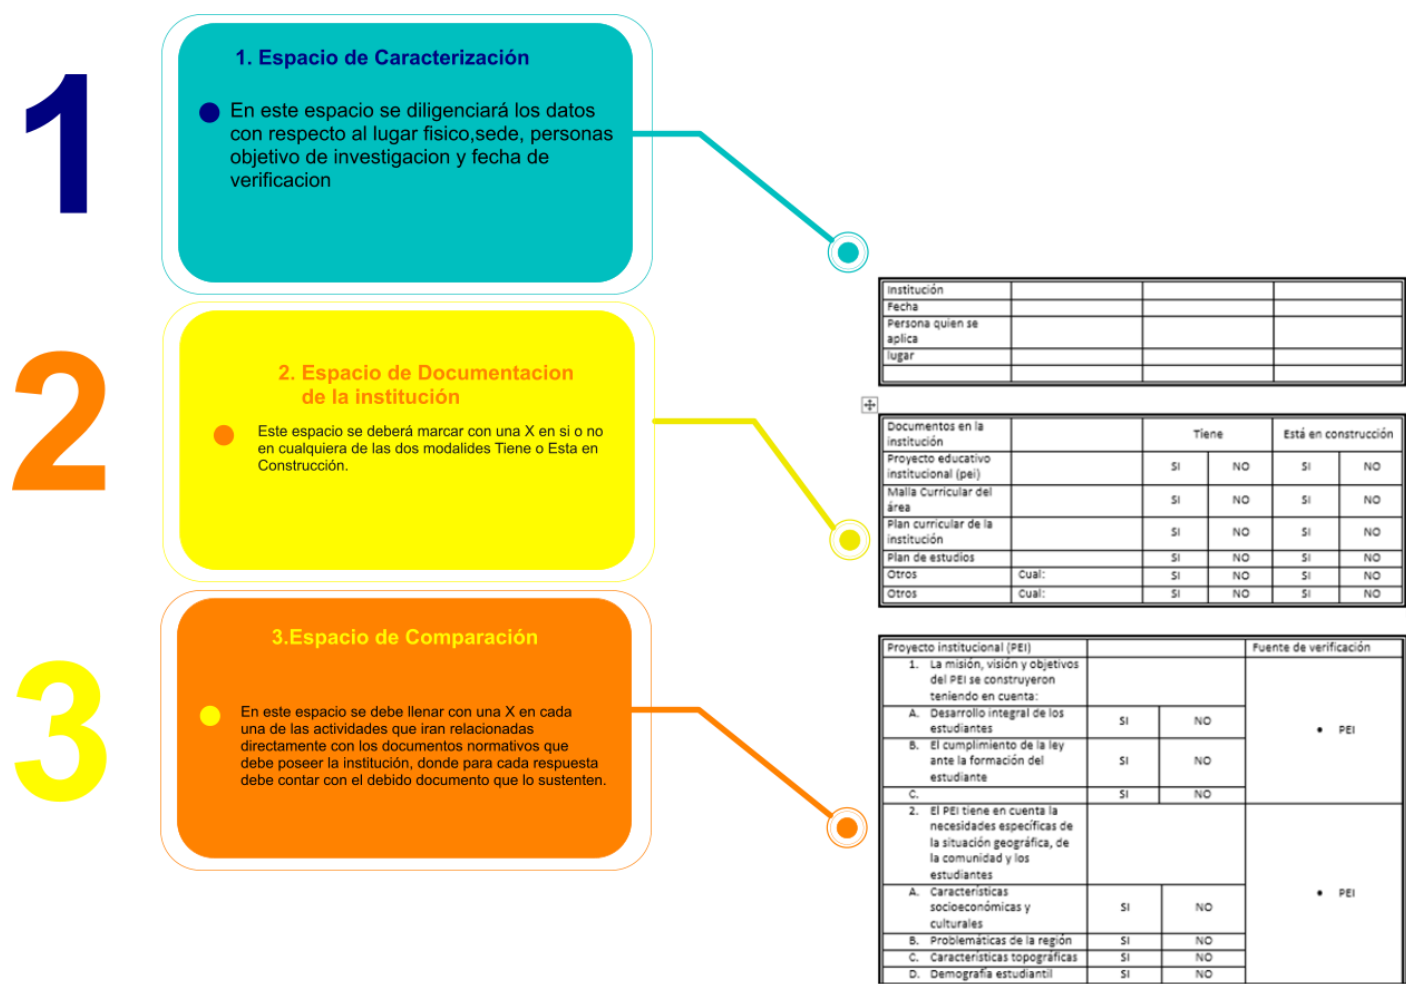 1
1. Espacio de Caracterización
En este espacio se diligenciará los datos
con respecto al lugar fisico,sede, personas
objetivo de investigacion y fecha de
verificacion
2
2. Espacio de Documentacion
de la institución
Este espacio se deberá marcar con una X en si o no
en cualquiera de las dos modalides Tiene o Esta en
Construcción.
3
3.Espacio de Comparación
En este espacio se debe llenar con una X en cada
una de las actividades que iran relacionadas
directamente con los documentos normativos que
debe poseer la institución, donde para cada respuesta
debe contar con el debido documento que lo sustenten.
Institución
Fecha
Persona quien se
aplica
lugar
Documentos en la
institución
Tiene Está en construcción
Proyecto educativo
institucional (pei)
SI NO SI NO
Malla Curricular del
área
SI NO SI NO
Plan curricular de la
institución
SI NO SI NO
Plan de estudios SI NO SI NO
Otros Cual: SI NO SI NO
Otros Cual: SI NO SI NO
Proyecto institucional (PEI) Fuente de verificación
1. La misión, visión y objetivos
del PEI se construyeron
teniendo en cuenta:
A. Desarrollo integral de los
estudiantes
SI NO
• PEI
B. El cumplimiento de la ley
ante la formación del
estudiante
SI NO
C. SI NO
2. El PEI tiene en cuenta la
necesidades específicas de
la situación geográfica, de
la comunidad y los
estudiantes
A. Características
socioeconómicas y
culturales
SI NO
• PEI
B. Problemáticas de la región SI NO
C. Características topográficas SI NO
D. Demografía estudiantil SI NO